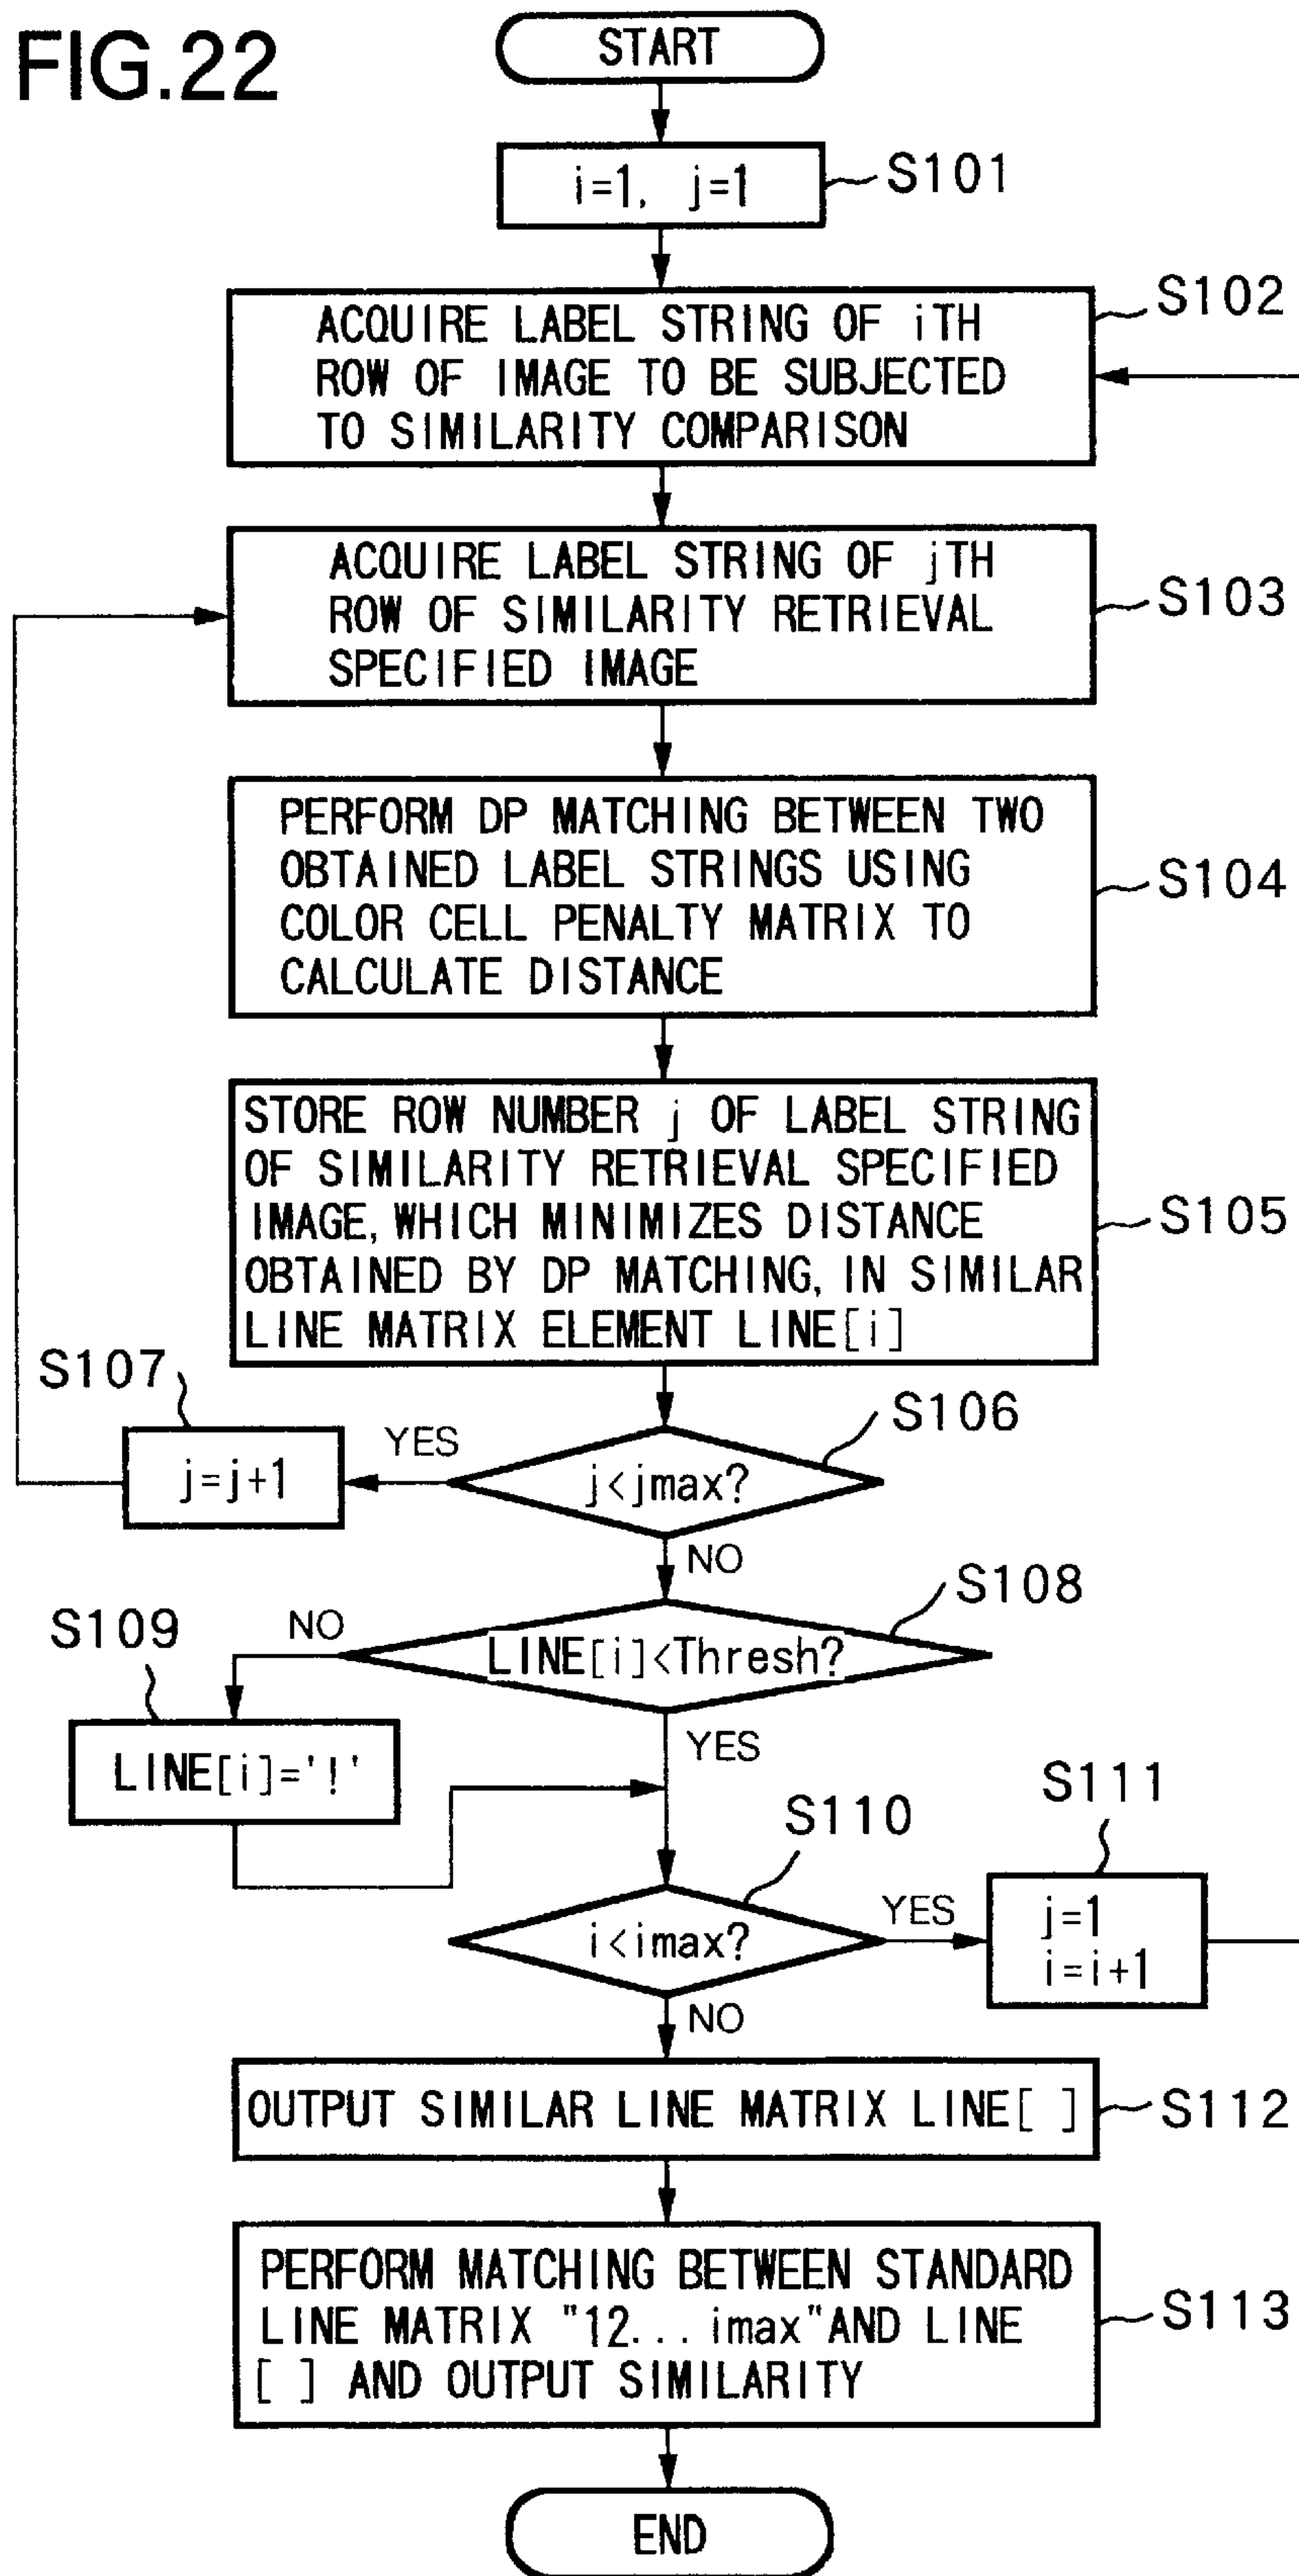 FIG.22
START
i=1, j=1
S101
ACQUIRE LABEL STRING OF iTH
ROW OF IMAGE TO BE SUBJECTED
TO SIMILARITY COMPARISON
S102
ACQUIRE LABEL STRING OF jTH
ROW OF SIMILARITY RETRIEVAL
SPECIFIED IMAGE
S103
PERFORM DP MATCHING BETWEEN TWO
OBTAINED LABEL STRINGS USING
COLOR CELL PENALTY MATRIX TO
CALCULATE DISTANCE
S104
STORE ROW NUMBER j OF LABEL STRING
OF SIMILARITY RETRIEVAL SPECIFIED
IMAGE, WHICH MINIMIZES DISTANCE
OBTAINED BY DP MATCHING, IN SIMILAR
LINE MATRIX ELEMENT LINE[i]
S105
S107
j=j+1
YES
j<jmax?
S106
NO
S108
S109
NO
LINE[i]<Thresh?
LINE[i]='!'
YES
S110
S111
i<imax?
YES
j=1
i=i+1
NO
OUTPUT SIMILAR LINE MATRIX LINE[ ]
S112
PERFORM MATCHING BETWEEN STANDARD
LINE MATRIX "12... imax"AND LINE
[ ] AND OUTPUT SIMILARITY
S113
END